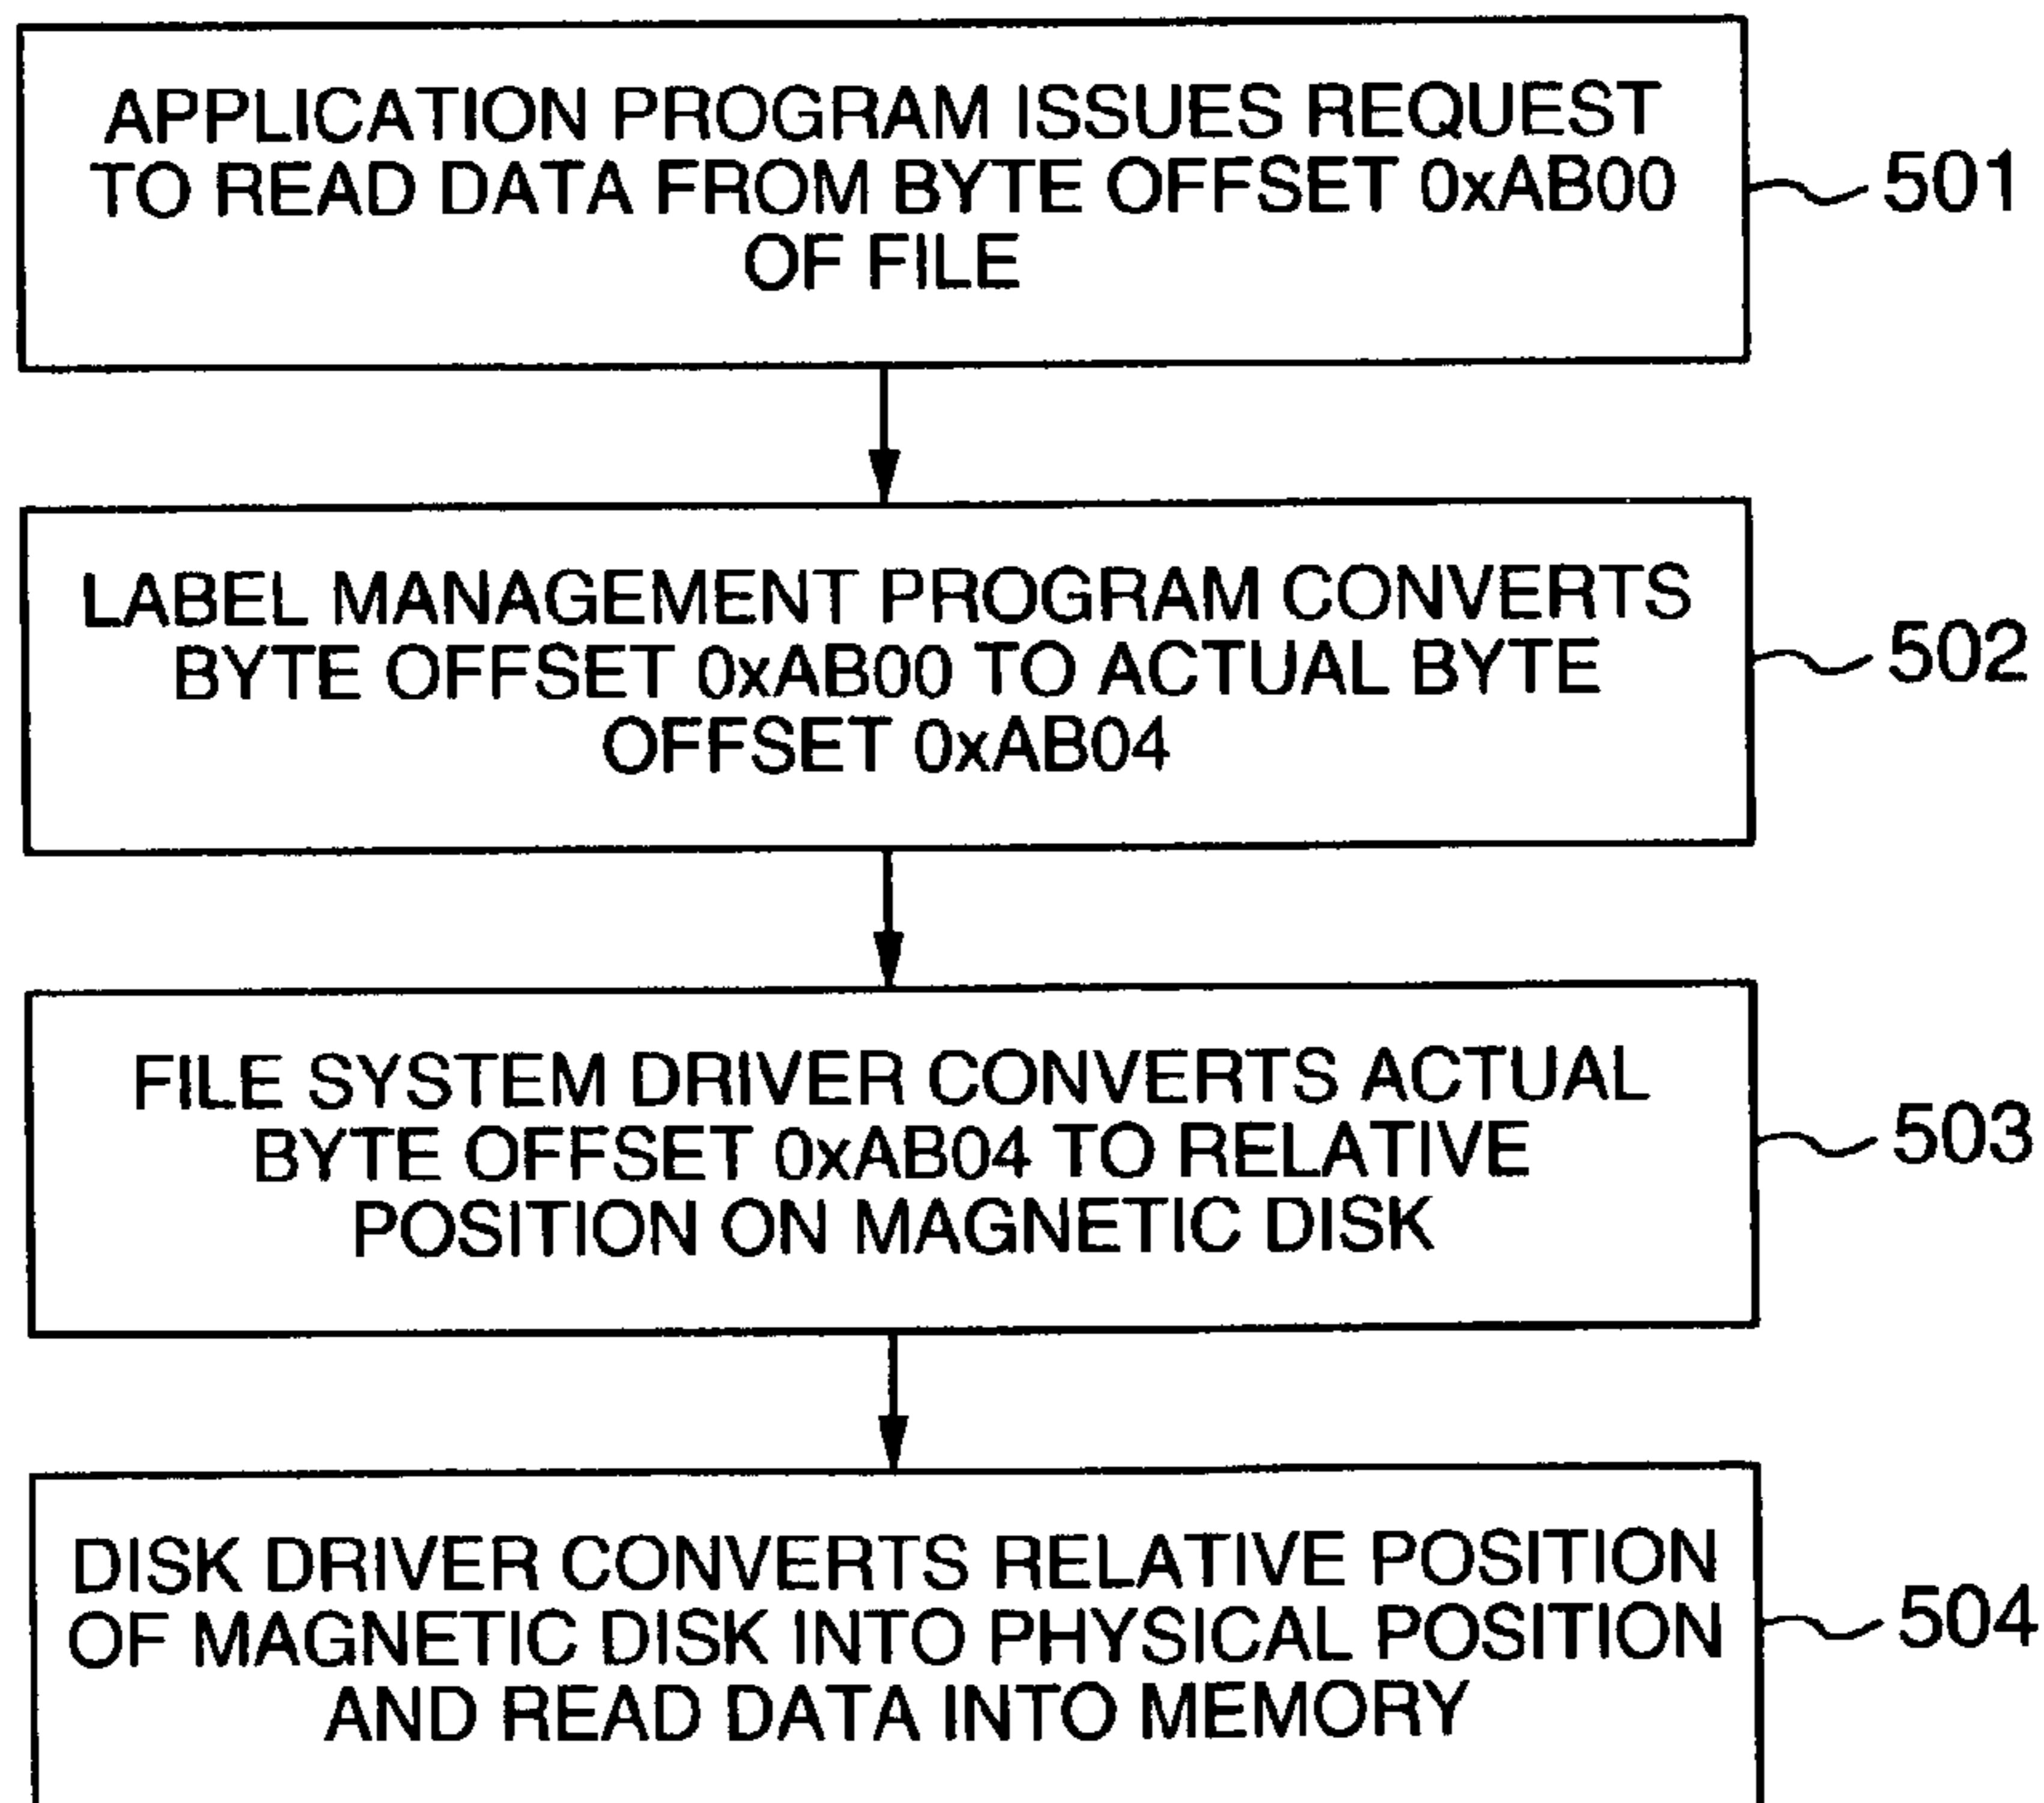 APPLICATION PROGRAM ISSUES REQUEST
TO READ DATA FROM BYTE OFFSET 0xAB00
OF FILE
501
LABEL MANAGEMENT PROGRAM CONVERTS
BYTE OFFSET 0xAB00 TO ACTUAL BYTE
OFFSET 0xAB04
502
FILE SYSTEM DRIVER CONVERTS ACTUAL
BYTE OFFSET 0xAB04 TO RELATIVE
POSITION ON MAGNETIC DISK
503
DISK DRIVER CONVERTS RELATIVE POSITION
OF MAGNETIC DISK INTO PHYSICAL POSITION
AND READ DATA INTO MEMORY
504